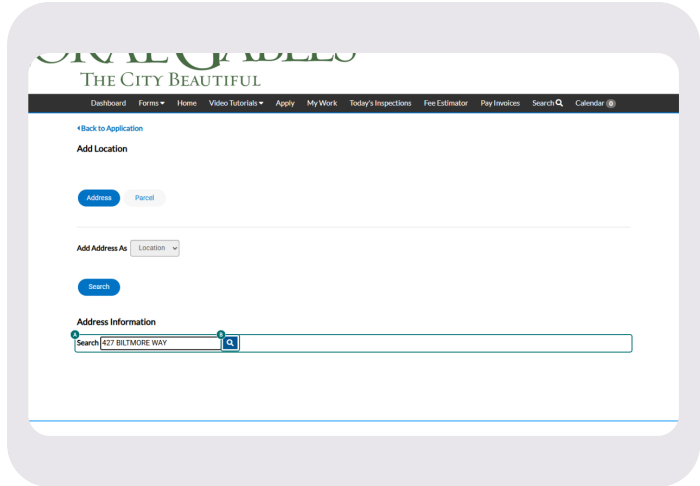 THE CITY BEAUTIFUL
Dashboard Forms Home Video Tutorials Apply My Work Today's Inspections Fee Estimator Pay Invoices Search Calendar 0
Back to Application
Add Location
Address Parcel
Add Address As Location
Search
Address Information
A B
Search 427 BILTMORE WAY